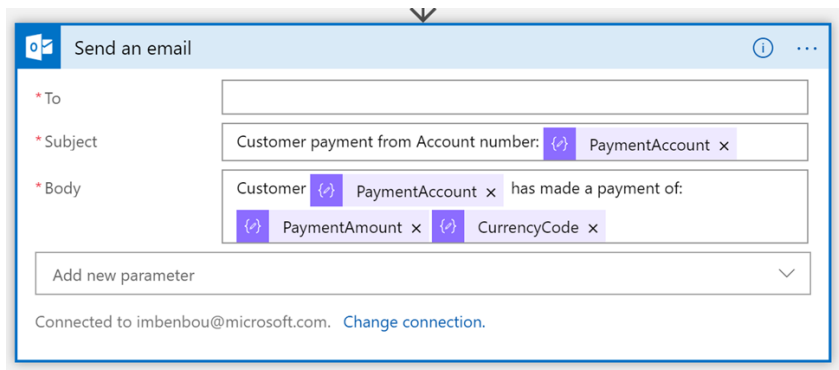 Send an email
* To
* Subject
Customer payment from Account number: PaymentAccount ×
* Body
Customer PaymentAccount × has made a payment of:
PaymentAmount × CurrencyCode ×
Add new parameter
Connected to imbenbou@microsoft.com. Change connection.